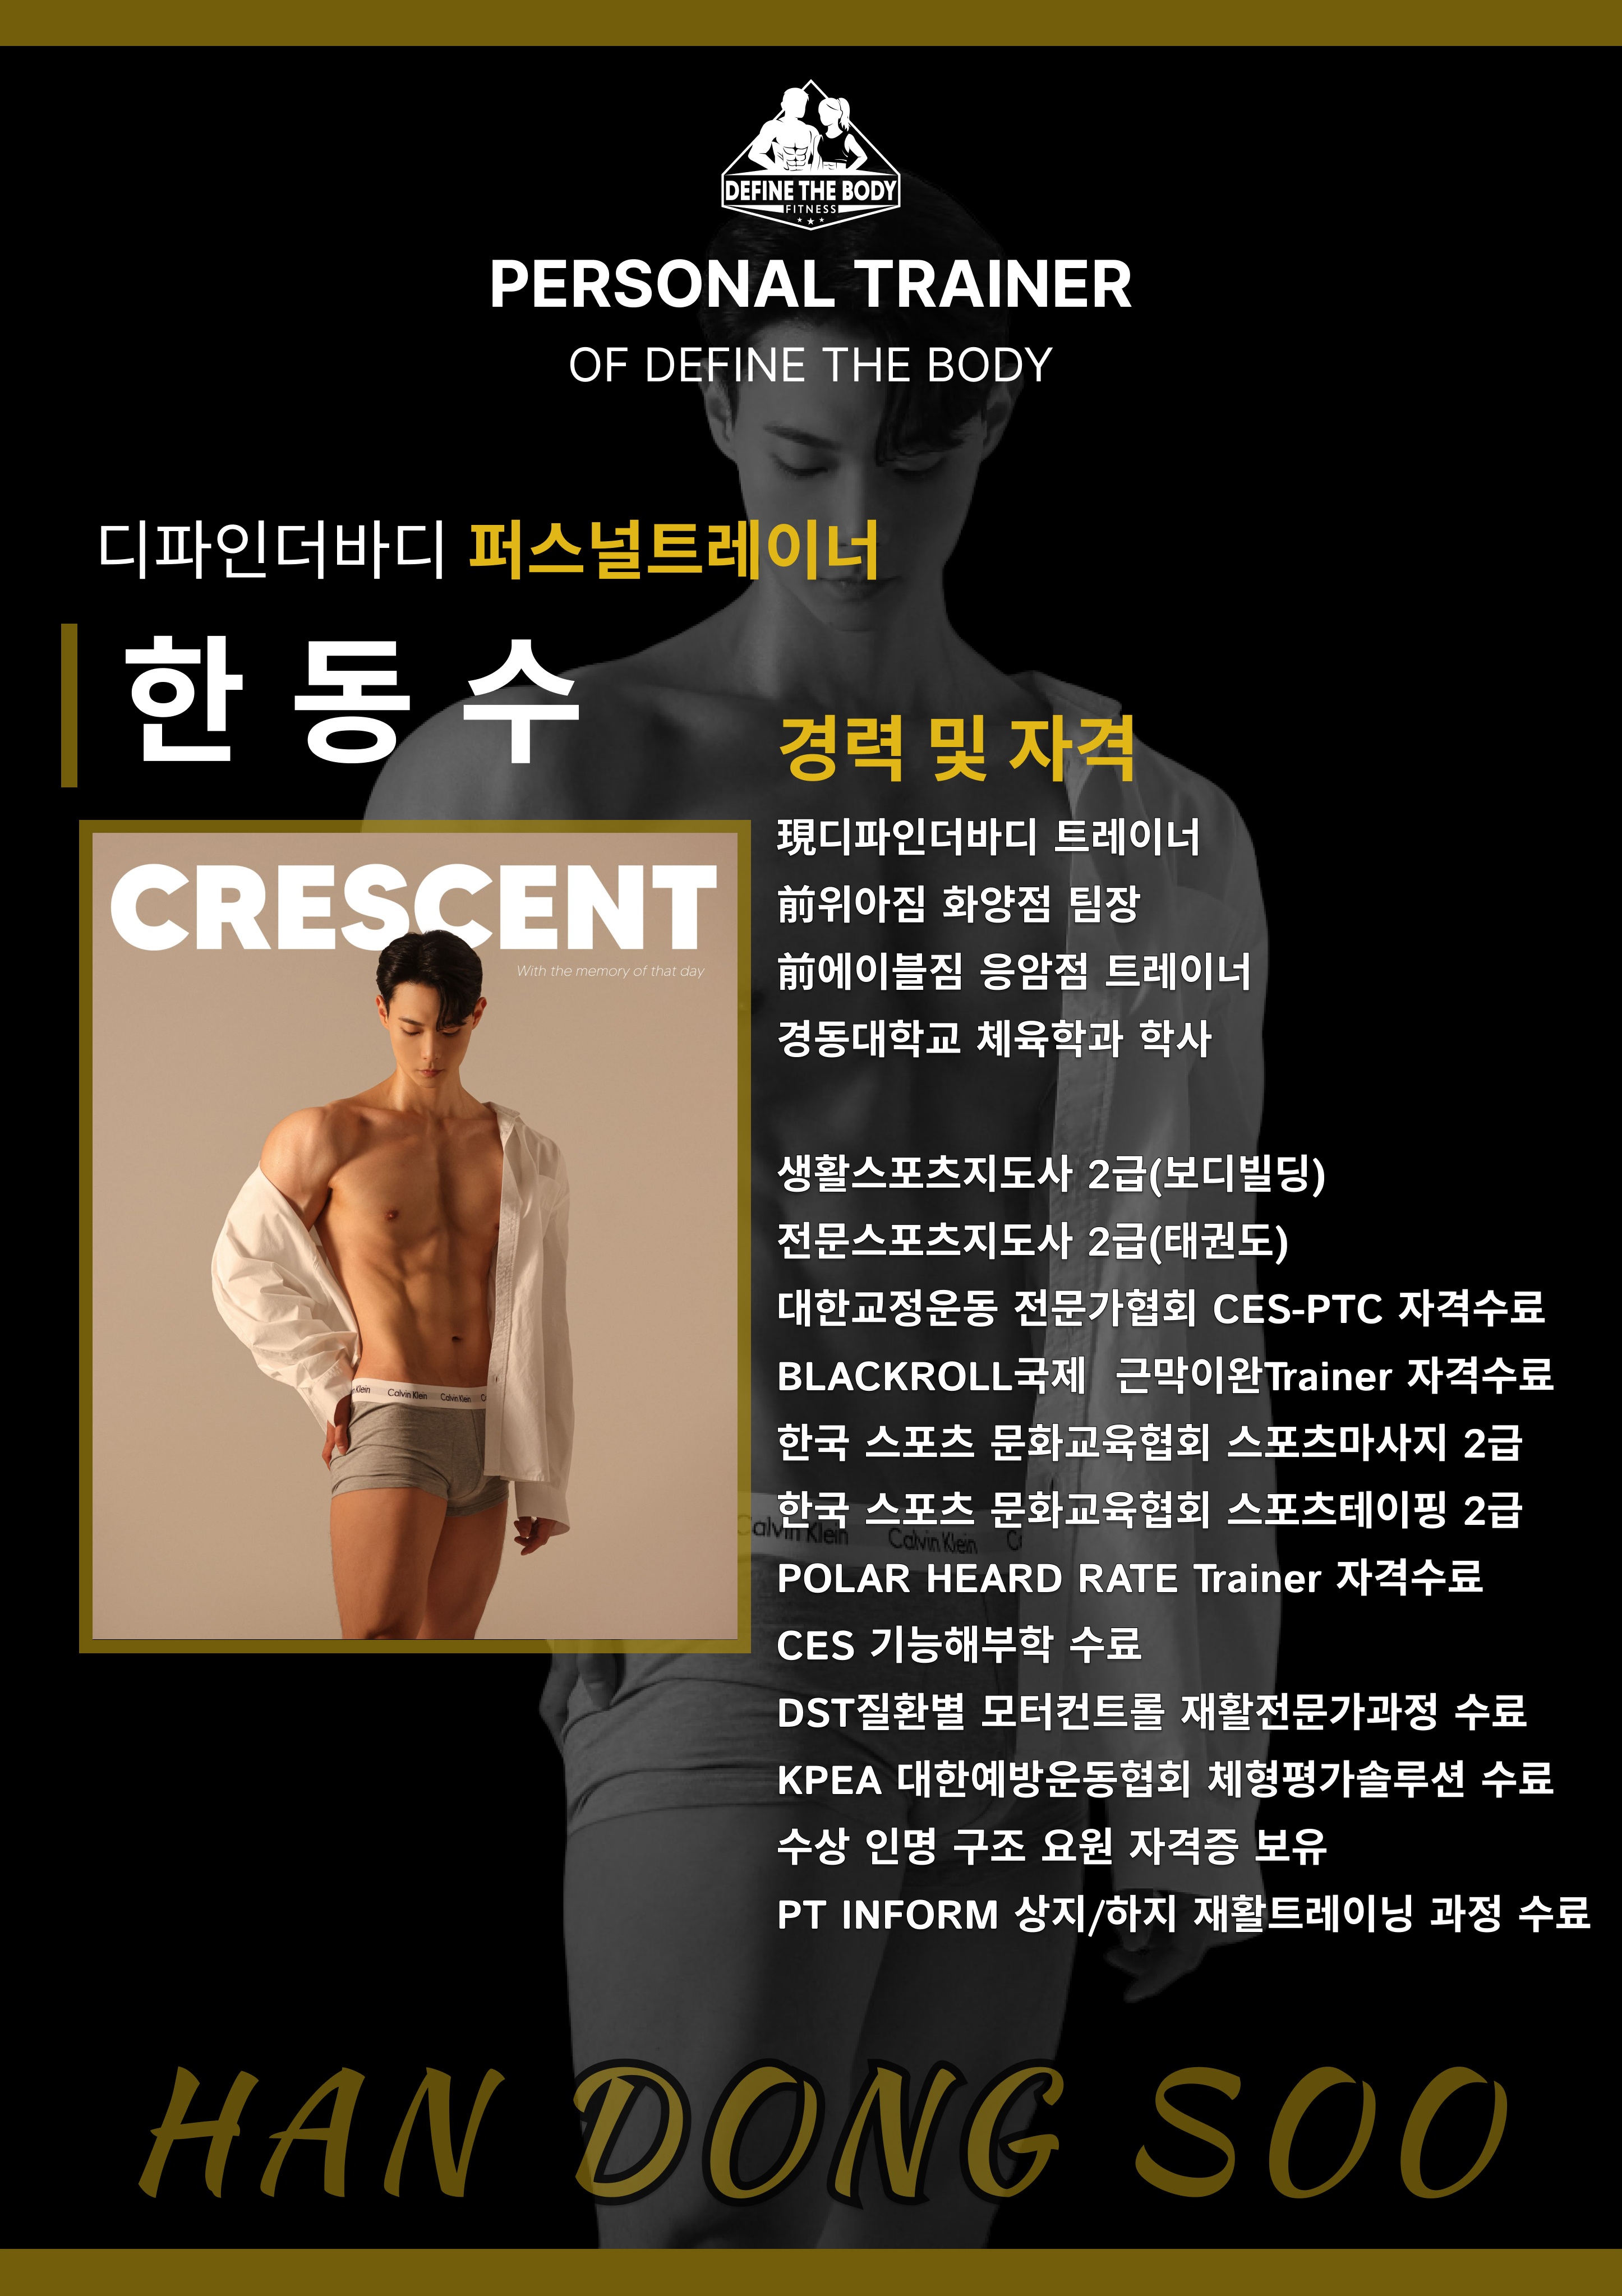 DEFINE THE BODY
FITNESS
PERSONAL TRAINER
OF DEFINE THE BODY
디파인더바디 퍼스널트레이너
한 동 수
CRESCENT
With the memory of that day
Klein Calvin Klein Calvin Klein C
경력 및 자격
現디파인더바디 트레이너
前위아짐 화양점 팀장
前에이블짐 응암점 트레이너
경동대학교 체육학과 학사
생활스포츠지도사 2급(보디빌딩)
전문스포츠지도사 2급(태권도)
대한교정운동 전문가협회 CES-PTC 자격수료
BLACKROLL국제 근막이완Trainer 자격수료
한국 스포츠 문화교육협회 스포츠마사지 2급
한국 스포츠 문화교육협회 스포츠테이핑 2급
Calvin Klein Calvin Klein C
POLAR HEARD RATE Trainer 자격수료
CES 기능해부학 수료
DST질환별 모터컨트롤 재활전문가과정 수료
KPEA 대한예방운동협회 체형평가솔루션 수료
수상 인명 구조 요원 자격증 보유
PT INFORM 상지/하지 재활트레이닝 과정 수료
HAN DONG SOO